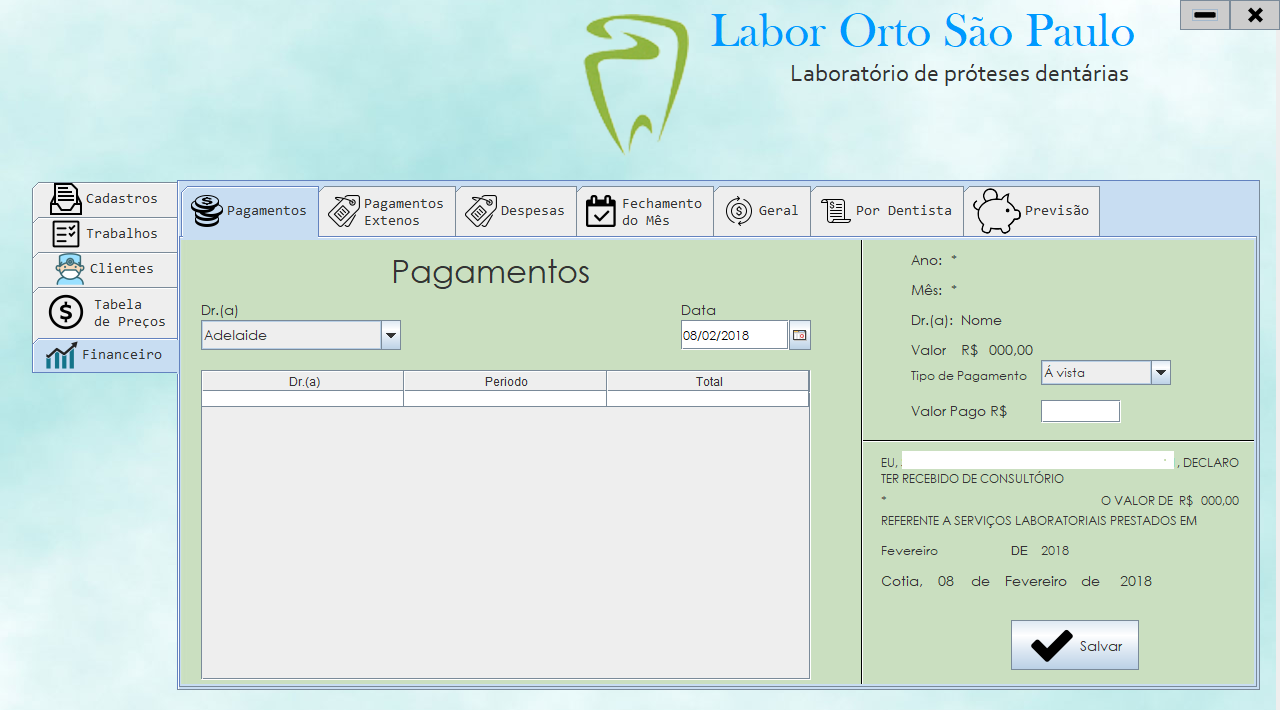 Labor Orto São Paulo
Laboratório de próteses dentárias
Cadastros
Trabalhos
Clientes
Tabela
de Preços
Financeiro
Pagamentos
Pagamentos
Extenos
Despesas
Fechamento
do Mês
Geral
Por Dentista
Previsão
Pagamentos
Dr.(a)
Data
Adelaide
08/02/2018
Dr.(a) Periodo Total
Ano: *
Mês: *
Dr.(a): Nome
Valor R$ 000,00
Tipo de Pagamento Á vista
Valor Pago R$
EU, , DECLARO
TER RECEBIDO DE CONSULTÓRIO
* O VALOR DE R$ 000,00
REFERENTE A SERVIÇOS LABORATORIAIS PRESTADOS EM
Fevereiro DE 2018
Cotia, 08 de Fevereiro de 2018
Salvar